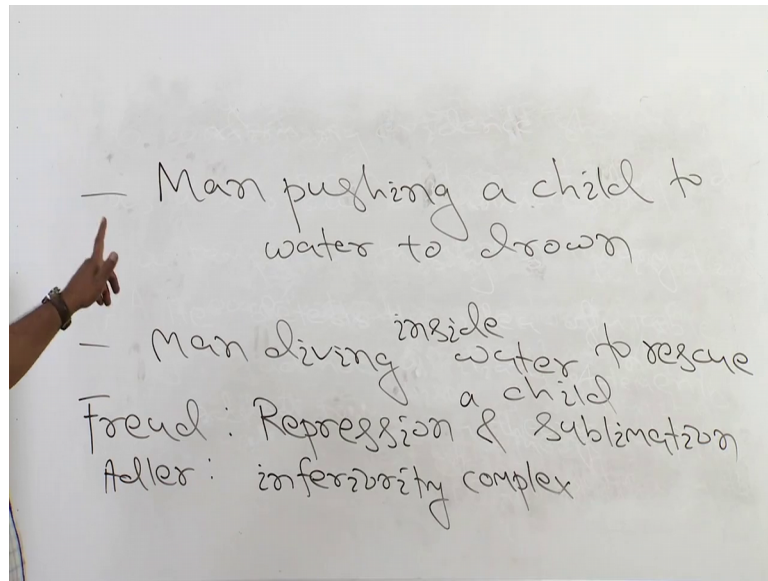 — Man pushing a child to
water to drown
— Man diving inside water to rescue
a child
Freud : Repression & sublimation
Adler : inferiority complex